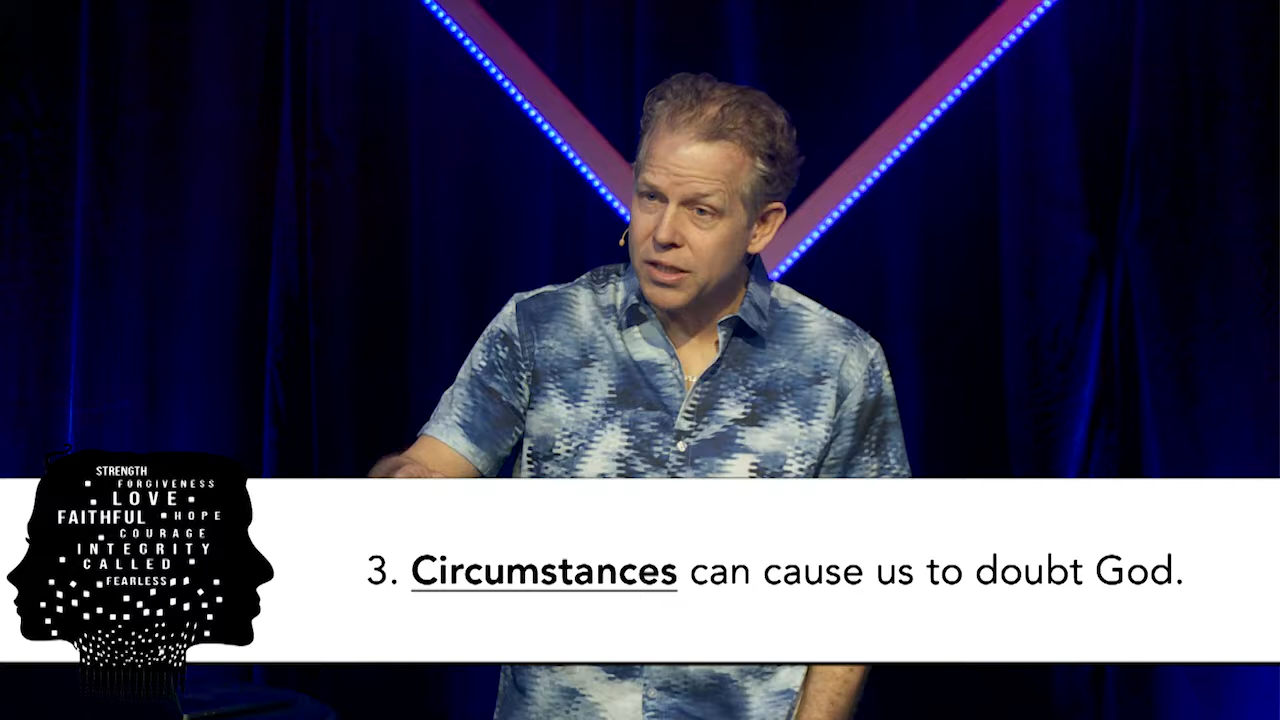 STRENGTH
FORGIVENESS
LOVE
FAITHFUL HOPE
COURAGE
INTEGRITY
CALLED
FEARLESS
3. Circumstances can cause us to doubt God.